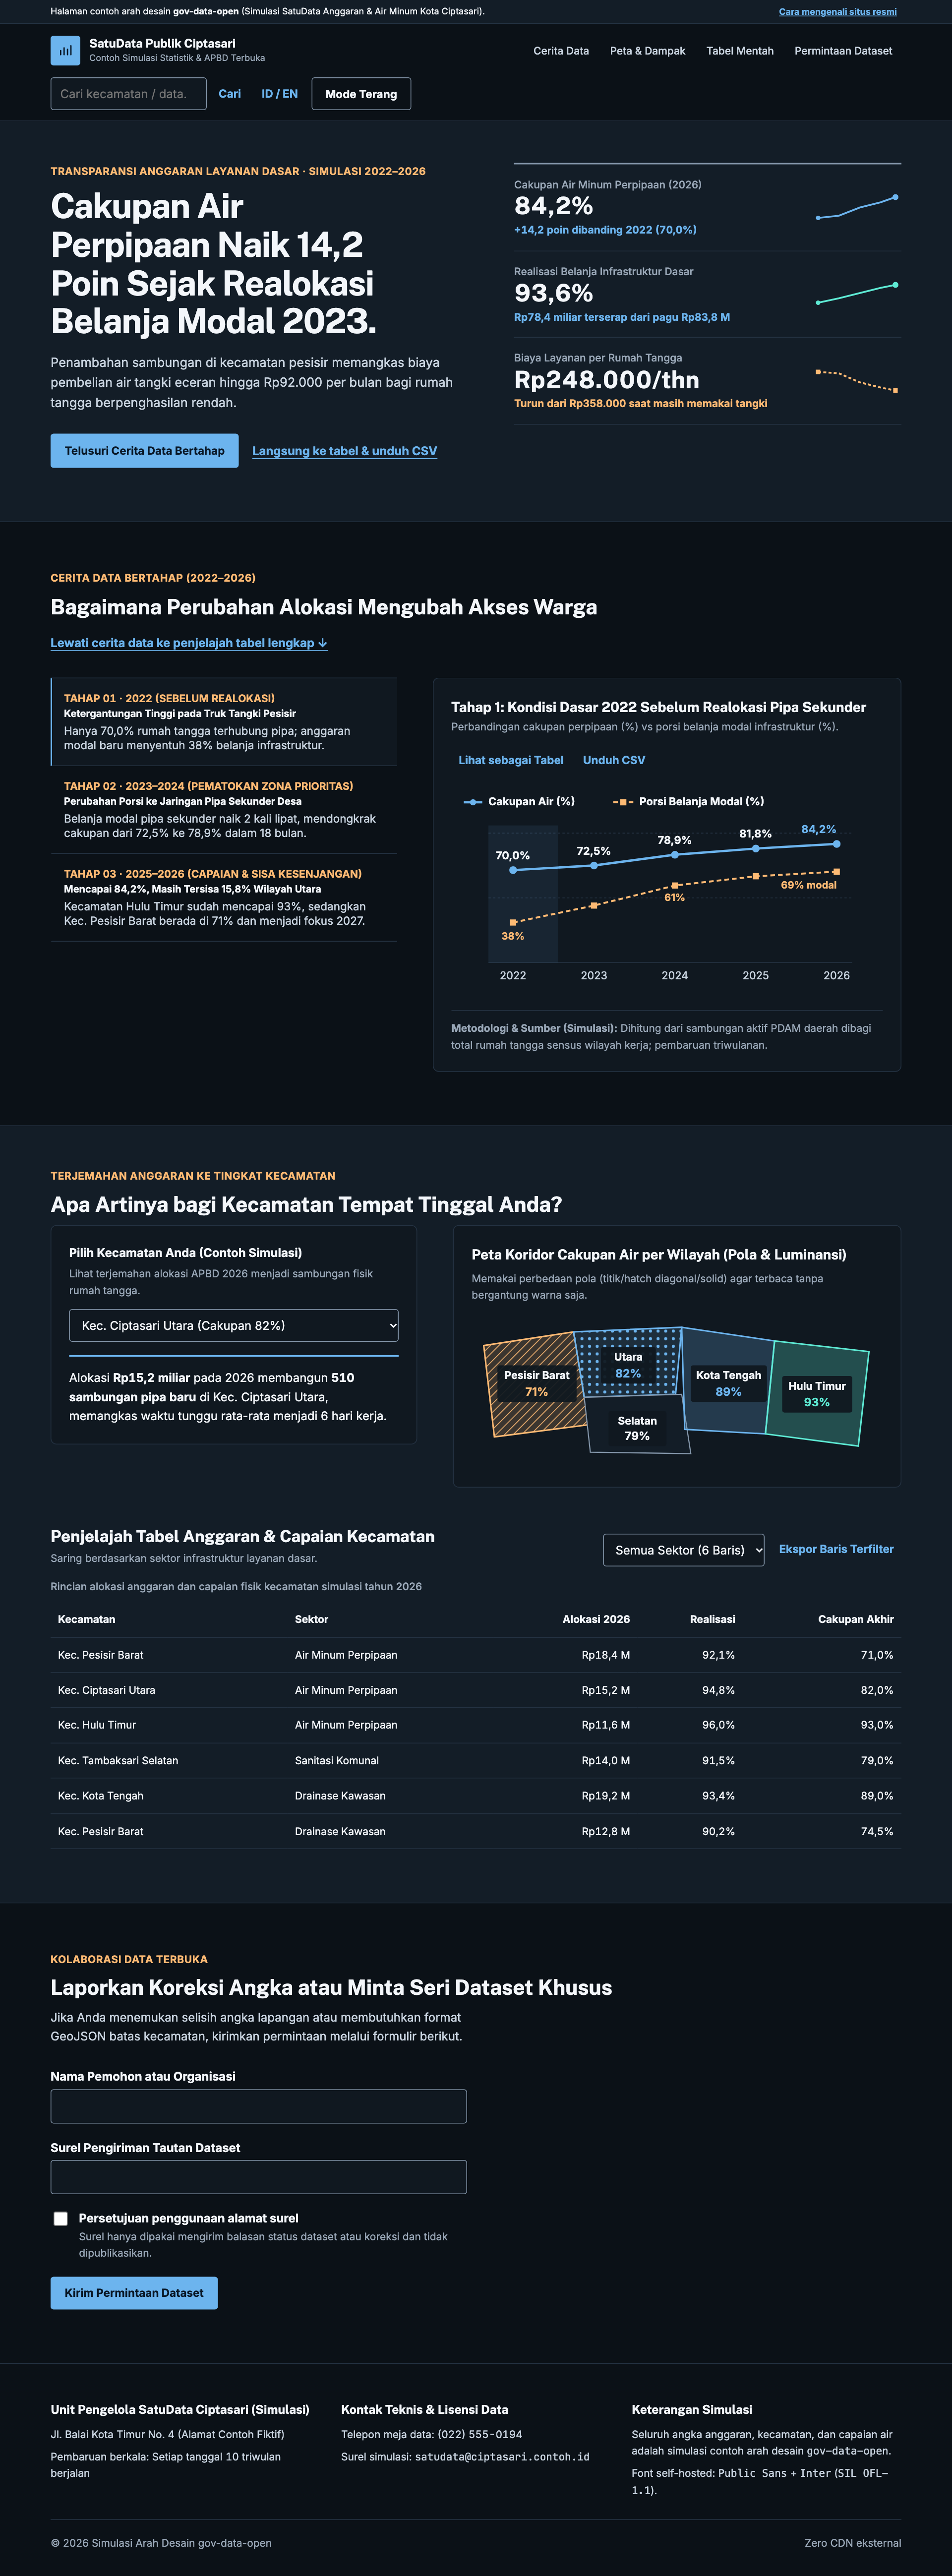 Halaman contoh arah desain gov-data-open (Simulasi SatuData Anggaran & Air Minum Kota Ciptasari).
Cara mengenali situs resmi
SatuData Publik Ciptasari
Contoh Simulasi Statistik & APBD Terbuka
Cerita Data
Peta & Dampak
Tabel Mentah
Permintaan Dataset
Cari kecamatan / data.
Cari
ID / EN
Mode Terang
TRANSPARANSI ANGGARAN LAYANAN DASAR · SIMULASI 2022–2026
Cakupan Air
Perpipaan Naik 14,2
Poin Sejak Realokasi
Belanja Modal 2023.
Penambahan sambungan di kecamatan pesisir memangkas biaya
pembelian air tangki eceran hingga Rp92.000 per bulan bagi rumah
tangga berpenghasilan rendah.
Telusuri Cerita Data Bertahap
Langsung ke tabel & unduh CSV
Cakupan Air Minum Perpipaan (2026)
84,2%
+14,2 poin dibanding 2022 (70,0%)
Realisasi Belanja Infrastruktur Dasar
93,6%
Rp78,4 miliar terserap dari pagu Rp83,8 M
Biaya Layanan per Rumah Tangga
Rp248.000/thn
Turun dari Rp358.000 saat masih memakai tangki
CERITA DATA BERTAHAP (2022–2026)
Bagaimana Perubahan Alokasi Mengubah Akses Warga
Lewati cerita data ke penjelajah tabel lengkap ↓
TAHAP 01 · 2022 (SEBELUM REALOKASI)
Ketergantungan Tinggi pada Truk Tangki Pesisir
Hanya 70,0% rumah tangga terhubung pipa; anggaran
modal baru menyentuh 38% belanja infrastruktur.
TAHAP 02 · 2023–2024 (PEMATOKAN ZONA PRIORITAS)
Perubahan Porsi ke Jaringan Pipa Sekunder Desa
Belanja modal pipa sekunder naik 2 kali lipat, mendongkrak
cakupan dari 72,5% ke 78,9% dalam 18 bulan.
TAHAP 03 · 2025–2026 (CAPAIAN & SISA KESENJANGAN)
Mencapai 84,2%, Masih Tersisa 15,8% Wilayah Utara
Kecamatan Hulu Timur sudah mencapai 93%, sedangkan
Kec. Pesisir Barat berada di 71% dan menjadi fokus 2027.
Tahap 1: Kondisi Dasar 2022 Sebelum Realokasi Pipa Sekunder
Perbandingan cakupan perpipaan (%) vs porsi belanja modal infrastruktur (%).
Lihat sebagai Tabel
Unduh CSV
Cakupan Air (%)
Porsi Belanja Modal (%)
70,0%
72,5%
78,9%
81,8%
84,2%
38%
61%
69% modal
2022
2023
2024
2025
2026
Metodologi & Sumber (Simulasi): Dihitung dari sambungan aktif PDAM daerah dibagi
total rumah tangga sensus wilayah kerja; pembaruan triwulanan.
TERJEMAHAN ANGGARAN KE TINGKAT KECAMATAN
Apa Artinya bagi Kecamatan Tempat Tinggal Anda?
Pilih Kecamatan Anda (Contoh Simulasi)
Lihat terjemahan alokasi APBD 2026 menjadi sambungan fisik
rumah tangga.
Kec. Ciptasari Utara (Cakupan 82%)
Alokasi Rp15,2 miliar pada 2026 membangun 510
sambungan pipa baru di Kec. Ciptasari Utara,
memangkas waktu tunggu rata-rata menjadi 6 hari kerja.
Peta Koridor Cakupan Air per Wilayah (Pola & Luminansi)
Memakai perbedaan pola (titik/hatch diagonal/solid) agar terbaca tanpa
bergantung warna saja.
Pesisir Barat
71%
Utara
82%
Selatan
79%
Kota Tengah
89%
Hulu Timur
93%
Penjelajah Tabel Anggaran & Capaian Kecamatan
Saring berdasarkan sektor infrastruktur layanan dasar.
Semua Sektor (6 Baris)
Ekspor Baris Terfilter
Rincian alokasi anggaran dan capaian fisik kecamatan simulasi tahun 2026
Kecamatan Sektor Alokasi 2026 Realisasi Cakupan Akhir
Kec. Pesisir Barat Air Minum Perpipaan Rp18,4 M 92,1% 71,0%
Kec. Ciptasari Utara Air Minum Perpipaan Rp15,2 M 94,8% 82,0%
Kec. Hulu Timur Air Minum Perpipaan Rp11,6 M 96,0% 93,0%
Kec. Tambaksari Selatan Sanitasi Komunal Rp14,0 M 91,5% 79,0%
Kec. Kota Tengah Drainase Kawasan Rp19,2 M 93,4% 89,0%
Kec. Pesisir Barat Drainase Kawasan Rp12,8 M 90,2% 74,5%
KOLABORASI DATA TERBUKA
Laporkan Koreksi Angka atau Minta Seri Dataset Khusus
Jika Anda menemukan selisih angka lapangan atau membutuhkan format
GeoJSON batas kecamatan, kirimkan permintaan melalui formulir berikut.
Nama Pemohon atau Organisasi
Surel Pengiriman Tautan Dataset
Persetujuan penggunaan alamat surel
Surel hanya dipakai mengirim balasan status dataset atau koreksi dan tidak
dipublikasikan.
Kirim Permintaan Dataset
Unit Pengelola SatuData Ciptasari (Simulasi)
Jl. Balai Kota Timur No. 4 (Alamat Contoh Fiktif)
Pembaruan berkala: Setiap tanggal 10 triwulan
berjalan
Kontak Teknis & Lisensi Data
Telepon meja data: (022) 555-0194
Surel simulasi: satudata@ciptasari.contoh.id
Keterangan Simulasi
Seluruh angka anggaran, kecamatan, dan capaian air
adalah simulasi contoh arah desain gov-data-open.
Font self-hosted: Public Sans + Inter (SIL OFL-
1.1).
© 2026 Simulasi Arah Desain gov-data-open
Zero CDN eksternal